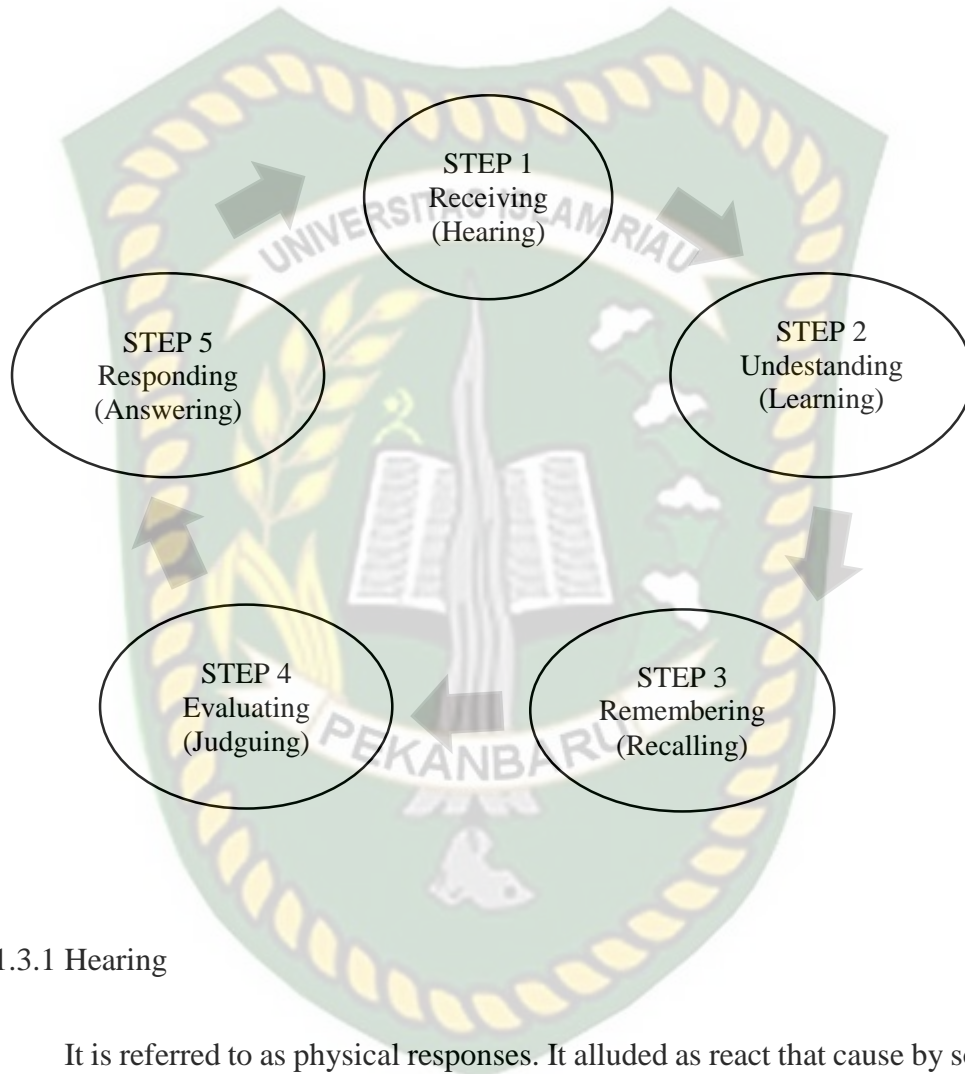 STEP 1
Receiving
(Hearing)
UNIVERSITAS ISLAM RIAU
STEP 5
Responding
(Answering)
STEP 2
Undestanding
(Learning)
STEP 4
Evaluating
(Judguing)
STEP 3
Remembering
(Recalling)
PEKANBARU
1.3.1 Hearing
It is referred to as physical responses. It alluded as react that cause by